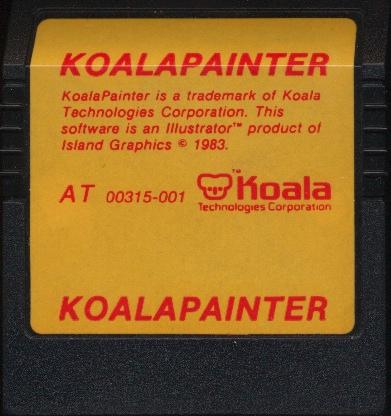 KOALAPAINTER
KoalaPainter is a trademark of Koala
Technologies Corporation. This
software is an Illustrator™ product of
Island Graphics © 1983.
AT 00315-001
™
Koala
Technologies Corporation
KOALAPAINTER